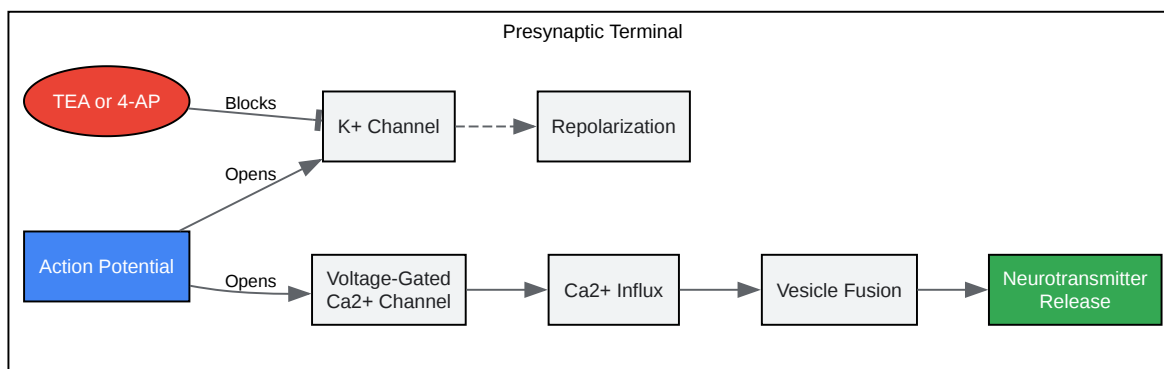 Presynaptic Terminal
TEA or 4-AP
Blocks
K+ Channel
Repolarization
Opens
Action Potential
Opens
Voltage-Gated
Ca2+ Channel
Ca2+ Influx
Vesicle Fusion
Neurotransmitter
Release